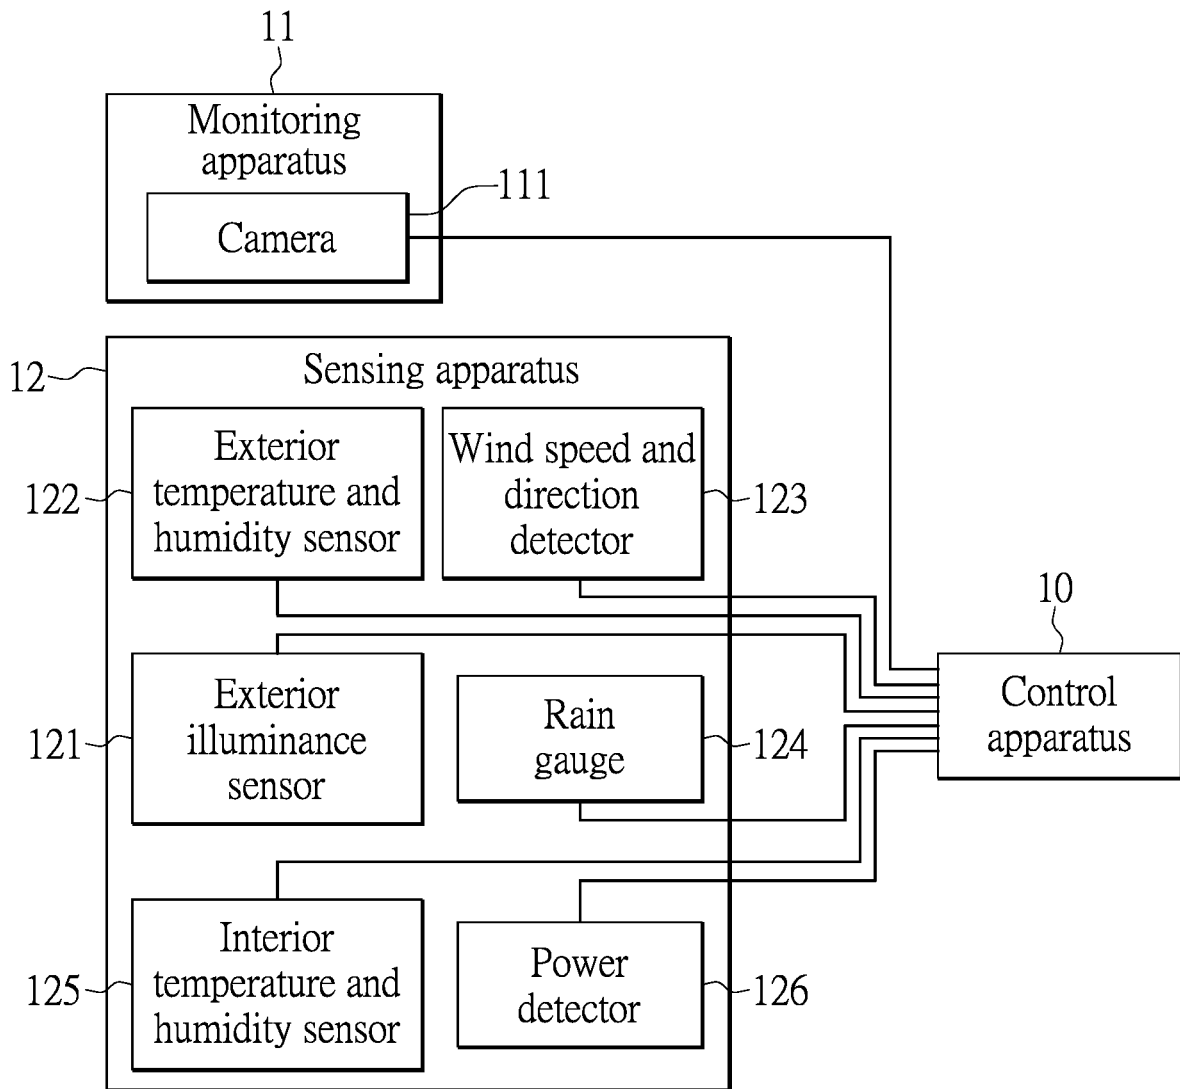 11
Monitoring
apparatus
111
Camera
12
Sensing apparatus
Exterior
temperature and
humidity sensor
122
Wind speed and
direction
detector
123
10
Control
apparatus
Exterior
illuminance
sensor
121
Rain
gauge
124
Interior
temperature and
humidity sensor
125
Power
detector
126